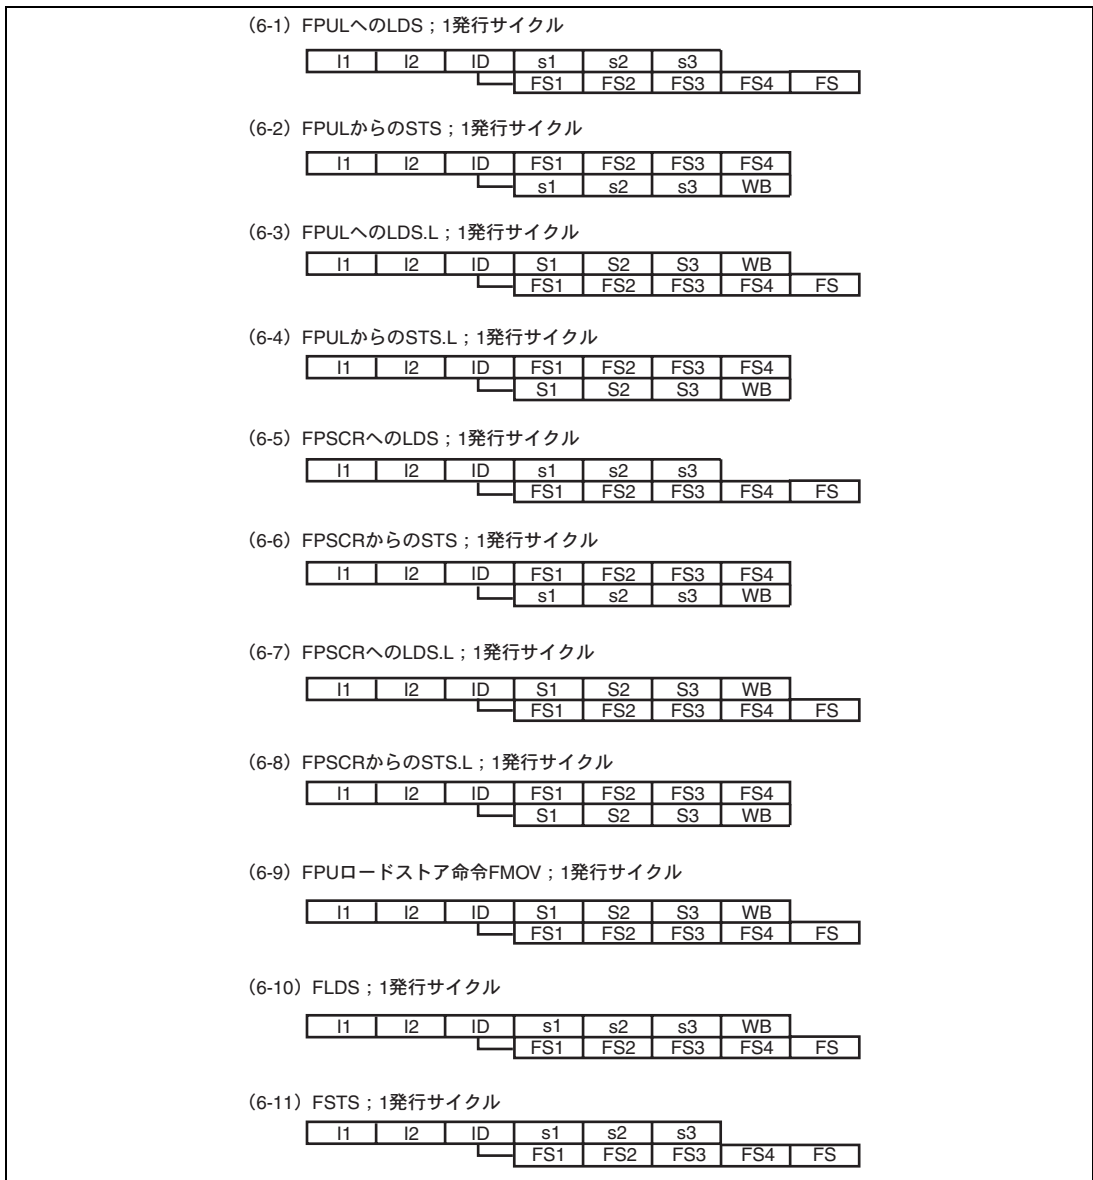 (6-1) FPULへのLDS;1発行サイクル
I1 I2 ID s1 s2 s3
FS1 FS2 FS3 FS4 FS
(6-2) FPULからのSTS;1発行サイクル
I1 I2 ID FS1 FS2 FS3 FS4
s1 s2 s3 WB
(6-3) FPULへのLDS.L;1発行サイクル
I1 I2 ID S1 S2 S3 WB
FS1 FS2 FS3 FS4 FS
(6-4) FPULからのSTS.L;1発行サイクル
I1 I2 ID FS1 FS2 FS3 FS4
S1 S2 S3 WB
(6-5) FPSCRへのLDS;1発行サイクル
I1 I2 ID s1 s2 s3
FS1 FS2 FS3 FS4 FS
(6-6) FPSCRからのSTS;1発行サイクル
I1 I2 ID FS1 FS2 FS3 FS4
s1 s2 s3 WB
(6-7) FPSCRへのLDS.L;1発行サイクル
I1 I2 ID S1 S2 S3 WB
FS1 FS2 FS3 FS4 FS
(6-8) FPSCRからのSTS.L;1発行サイクル
I1 I2 ID FS1 FS2 FS3 FS4
S1 S2 S3 WB
(6-9) FPUロードストア命令FMOV;1発行サイクル
I1 I2 ID S1 S2 S3 WB
FS1 FS2 FS3 FS4 FS
(6-10) FLDS;1発行サイクル
I1 I2 ID s1 s2 s3 WB
FS1 FS2 FS3 FS4 FS
(6-11) FSTS;1発行サイクル
I1 I2 ID s1 s2 s3
FS1 FS2 FS3 FS4 FS